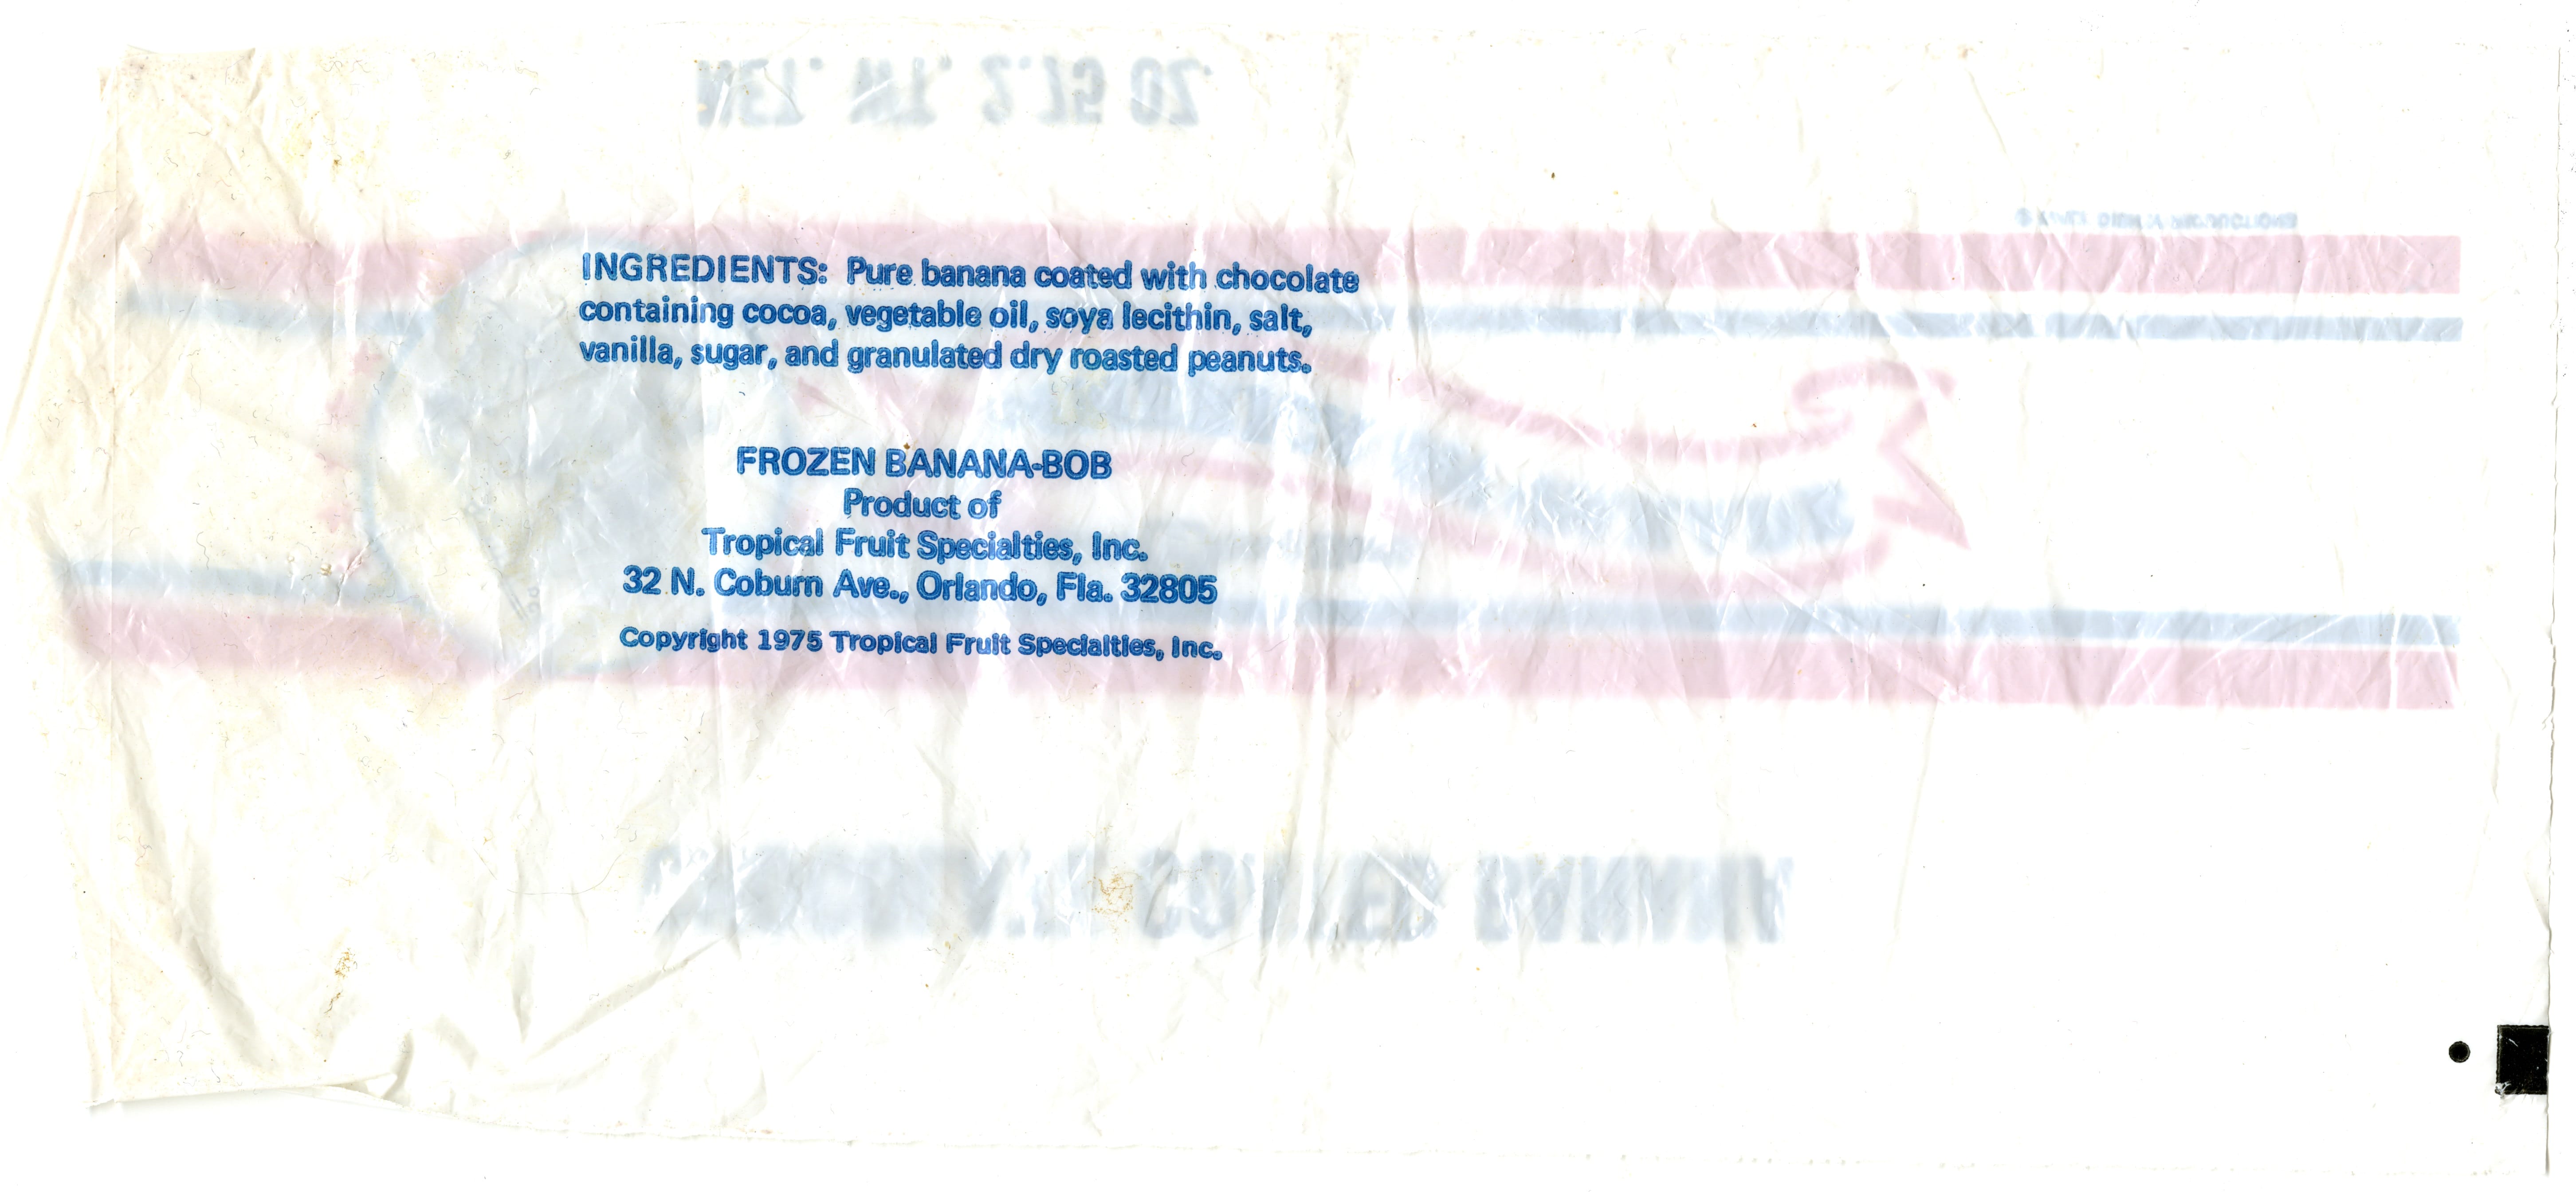 INGREDIENTS: Pure banana coated with chocolate
containing cocoa, vegetable oil, soya lecithin, salt,
vanilla, sugar, and granulated dry roasted peanuts.
FROZEN BANANA-BOB
Product of
Tropical Fruit Specialties, Inc.
32 N. Coburn Ave., Orlando, Fla. 32805
Copyright 1975 Tropical Fruit Specialties, Inc.